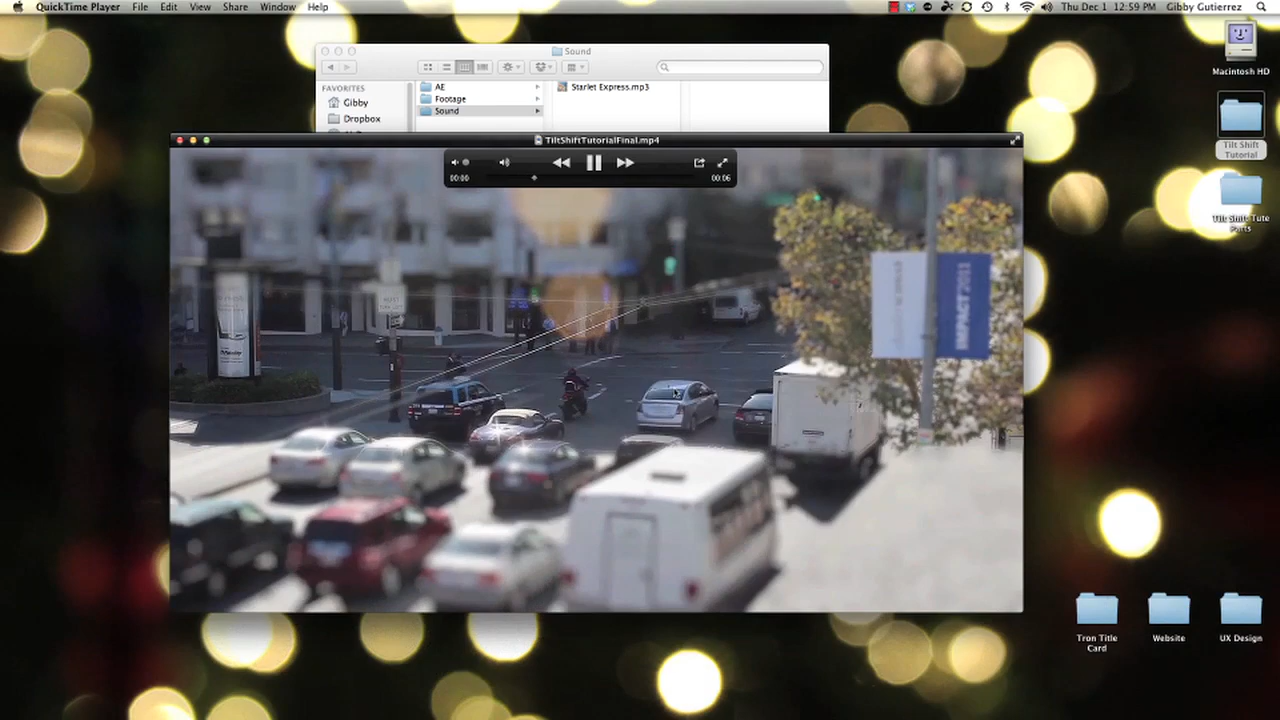 QuickTime Player File Edit View Share Window Help
Thu Dec 1 12:59 PM Gibby Gutierrez
Sound
FAVORITES
Gibby
Dropbox
AE
Footage
Sound
Starlet Express.mp3
TiltShiftTutorialFinal.mp4
00:00
00:06
IMPACT 2011
Macintosh HD
Tilt Shift
Tutorial
Tilt Shift Tute
Parts
Tron Title
Card
Website
UX Design